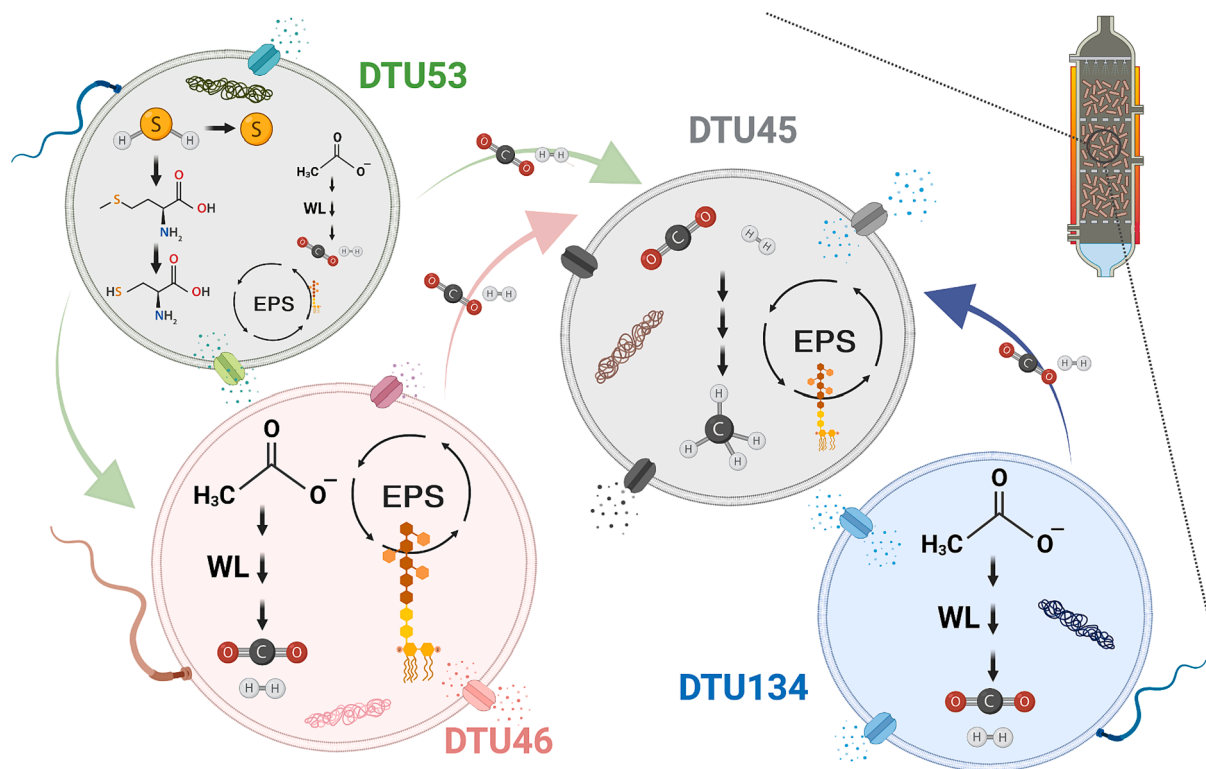 DTU53
H
S
H
S
O
H₃C
O⁻
WL
C
O
O
H=H
S
O
OH
NH₂
HS
O
OH
NH₂
EPS
O
C
O
H=H
DTU45
O
C
O
H=H
O
C
O
H=H
EPS
H
C
H
H
H
O
C
O
H=H
O
H₃C
O⁻
EPS
WL
O
C
O
H=H
DTU46
O
H₃C
O⁻
WL
O
C
O
H=H
DTU134